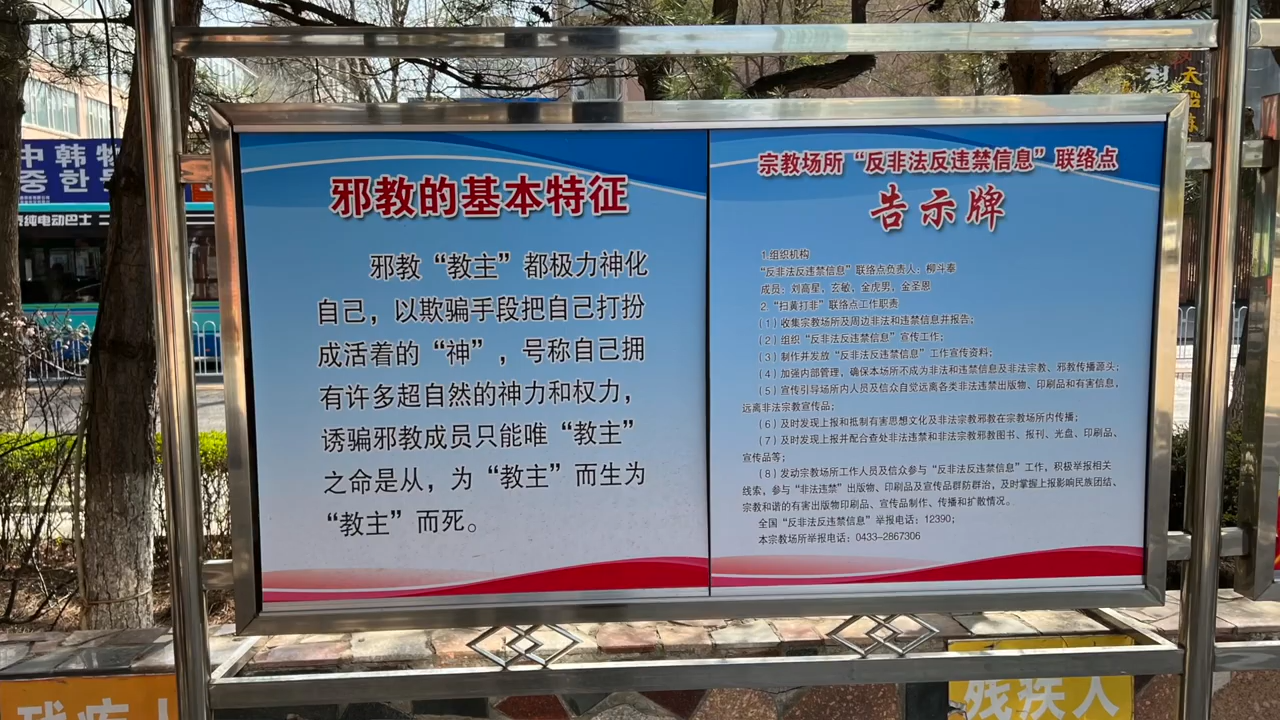 邪教的基本特征
邪教“教主”都极力神化
自己，以欺骗手段把自己打扮
成活着的“神”，号称自己拥
有许多超自然的神力和权力，
诱骗邪教成员只能唯“教主”
之命是从，为“教主”而生为
“教主”而死。
宗教场所“反非法反违禁信息”联络点
告示牌
1.组织机构
“反非法反违禁信息”联络点负责人：柳斗奉
成员：刘高星、玄敏、金虎男、金圣恩
2.“扫黄打非”联络点工作职责
（1）收集宗教场所及周边非法和违禁信息并报告；
（2）组织“反非法反违禁信息”宣传工作；
（3）制作并发放“反非法反违禁信息”工作宣传资料；
（4）加强内部管理，确保本场所不成为非法和违禁信息及非法宗教、邪教传播源头；
（5）宣传引导场所内人员及信众自觉远离各类非法违禁出版物、印刷品和有害信息，
远离非法宗教宣传品；
（6）及时发现上报和抵制有害思想文化及非法宗教邪教在宗教场所内传播；
（7）及时发现上报并配合查处非法违禁和非法宗教邪教图书、报刊、光盘、印刷品、
宣传品等；
（8）发动宗教场所工作人员及信众参与“反非法反违禁信息”工作，积极举报相关
线索，参与“非法违禁”出版物、印刷品及宣传品群防群治，及时掌握上报影响民族团结、
宗教和谐的有害出版物印刷品、宣传品制作、传播和扩散情况。
全国“反非法反违禁信息”举报电话：12390；
本宗教场所举报电话：0433-2867306
中韩物
중한
纯电动巴士
残疾人
残疾人